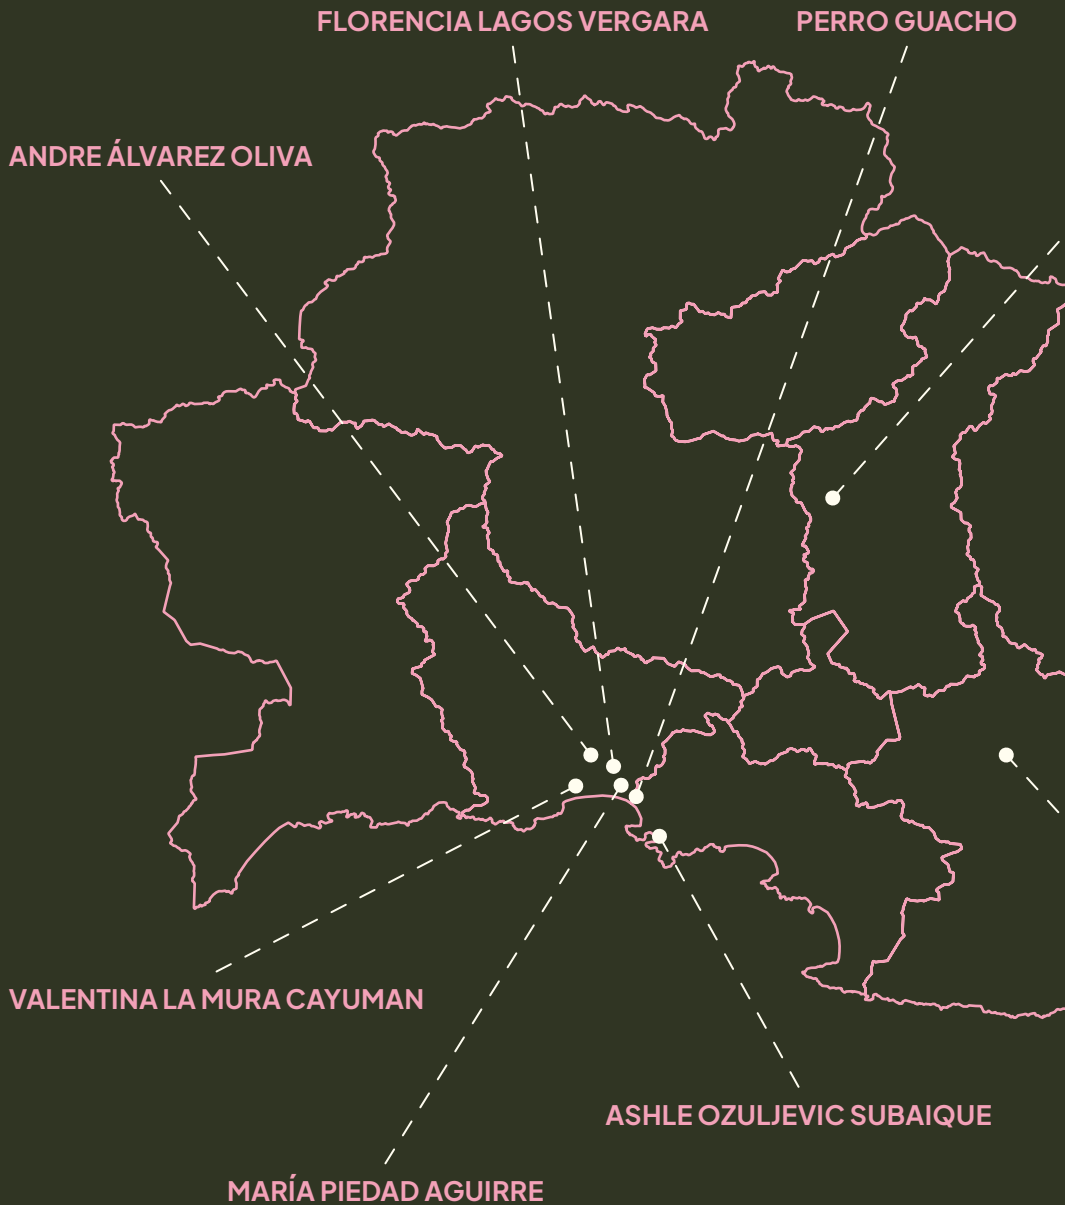 FLORENCIA LAGOS VERGARA
PERRO GUACHO
ANDRE ÁLVAREZ OLIVA
VALENTINA LA MURA CAYUMAN
ASHLE OZULJEVIC SUBAIQUE
MARÍA PIEDAD AGUIRRE